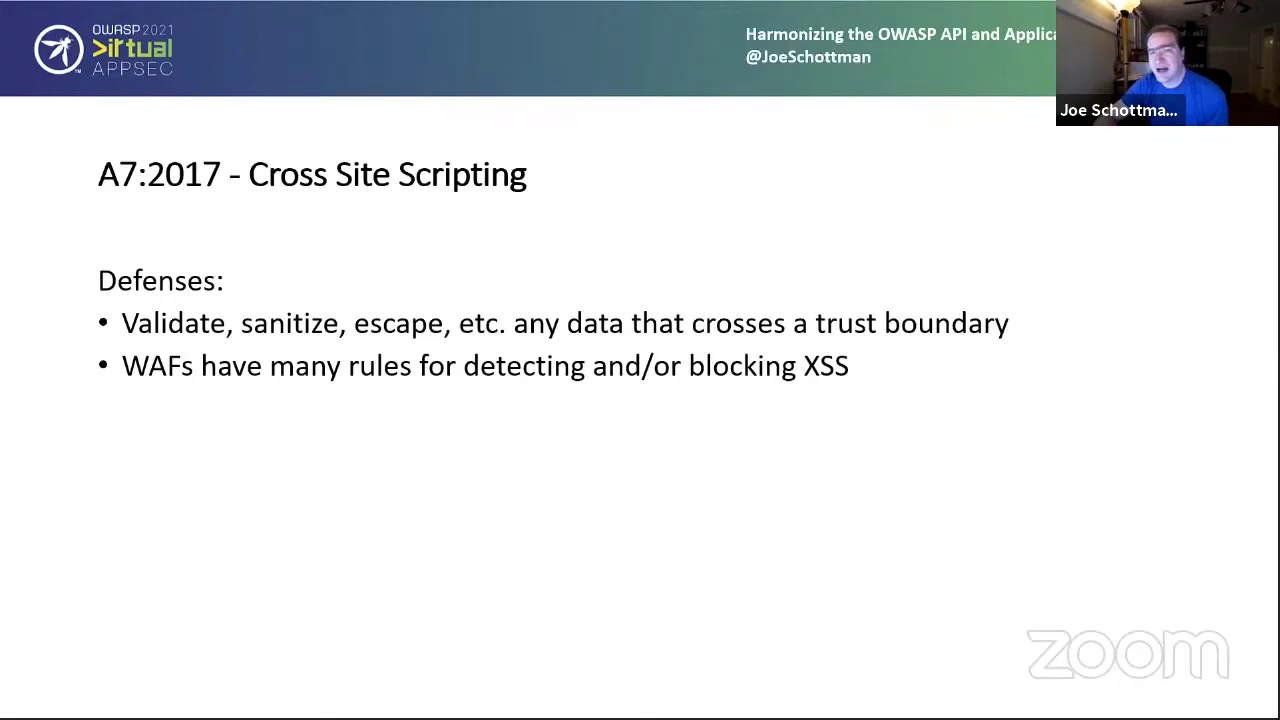 OWASP 2021
>irtual
APPSEC
Harmonizing the OWASP API and Applica
@JoeSchottman
Joe Schottma...
A7:2017 - Cross Site Scripting
Defenses:
• Validate, sanitize, escape, etc. any data that crosses a trust boundary
• WAFs have many rules for detecting and/or blocking XSS
zoom